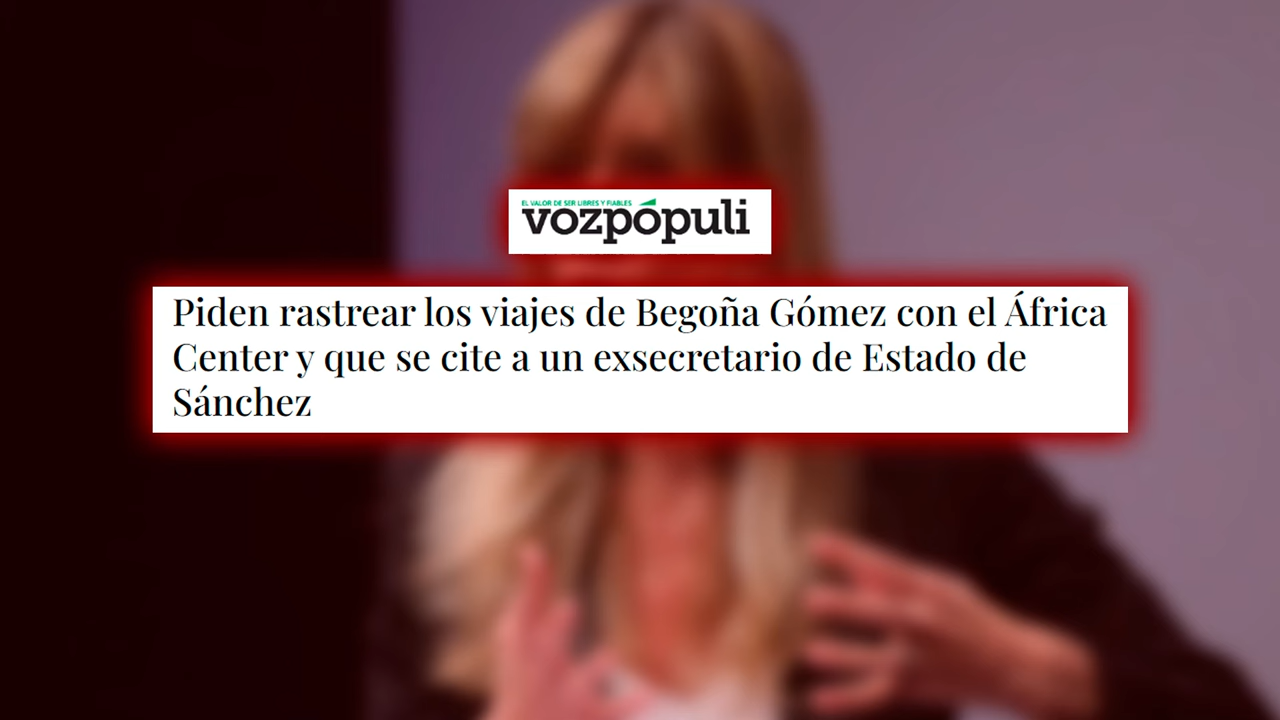 EL VALOR DE SER LIBRES Y FIABLES
vozpópuli
Piden rastrear los viajes de Begoña Gómez con el África
Center y que se cite a un exsecretario de Estado de
Sánchez